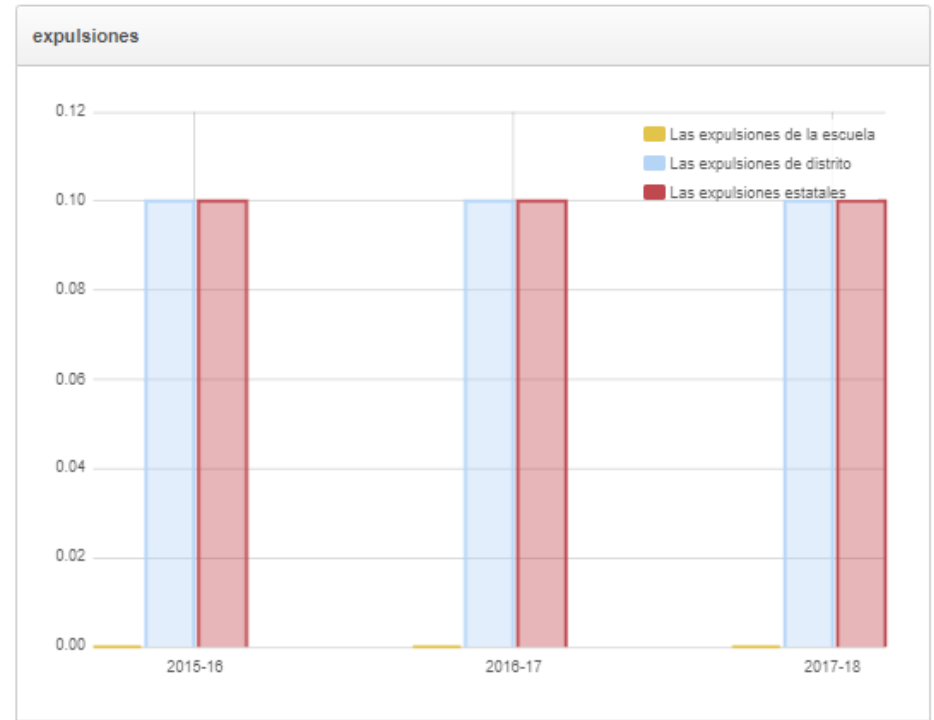 expulsiones
0.12
Las expulsiones de la escuela
Las expulsiones de distrito
0.10
Las expulsiones estatales
0.08
0.06
0.04
0.02
0.00
2015-16
2016-17
2017-18